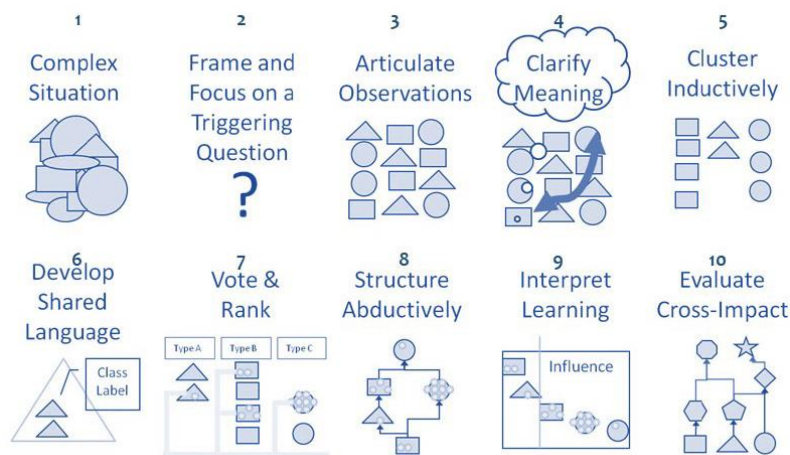 1
Complex
Situation
2
Frame and
Focus on a
Triggering
Question
?
3
Articulate
Observations
4
Clarify
Meaning
5
Cluster
Inductively
6
Develop
Shared
Language
Class
Label
7
Vote &
Rank
Type A
Type B
Type C
8
Structure
Abductively
9
Interpret
Learning
Influence
10
Evaluate
Cross-Impact